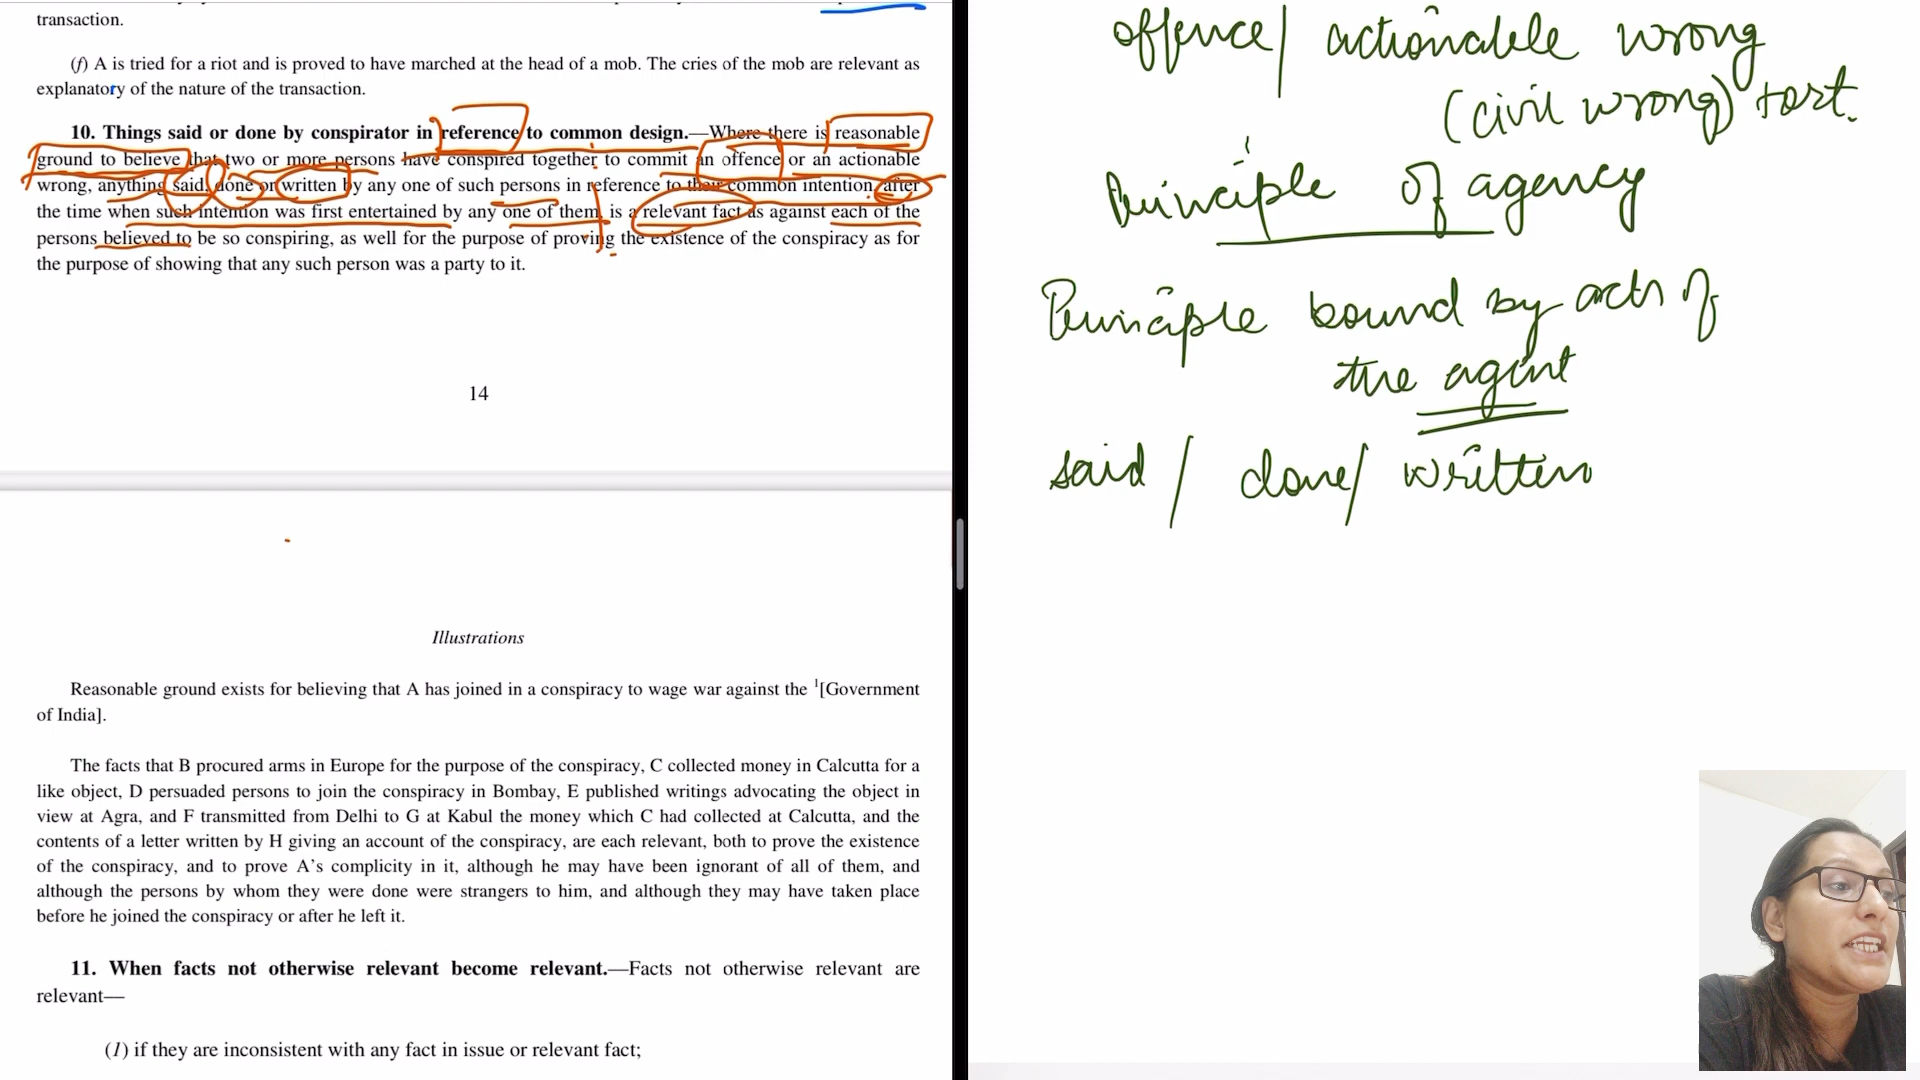 transaction.
(f) A is tried for a riot and is proved to have marched at the head of a mob. The cries of the mob are relevant as
explanatory of the nature of the transaction.
10. Things said or done by conspirator in reference to common design.—Where there is reasonable
ground to believe that two or more persons have conspired together to commit an offence or an actionable
wrong, anything said, done or written by any one of such persons in reference to their common intention, after
the time when such intention was first entertained by any one of them, is a relevant fact as against each of the
persons believed to be so conspiring, as well for the purpose of proving the existence of the conspiracy as for
the purpose of showing that any such person was a party to it.
14
Illustrations
Reasonable ground exists for believing that A has joined in a conspiracy to wage war against the 1[Government
of India].
The facts that B procured arms in Europe for the purpose of the conspiracy, C collected money in Calcutta for a
like object, D persuaded persons to join the conspiracy in Bombay, E published writings advocating the object in
view at Agra, and F transmitted from Delhi to G at Kabul the money which C had collected at Calcutta, and the
contents of a letter written by H giving an account of the conspiracy, are each relevant, both to prove the existence
of the conspiracy, and to prove A's complicity in it, although he may have been ignorant of all of them, and
although the persons by whom they were done were strangers to him, and although they may have taken place
before he joined the conspiracy or after he left it.
11. When facts not otherwise relevant become relevant.—Facts not otherwise relevant are
relevant—
(1) if they are inconsistent with any fact in issue or relevant fact;
offence/ actionable wrong
(civil wrong) tort.
Principle of agency
Principle bound by acts of
the agent
said / done/ written